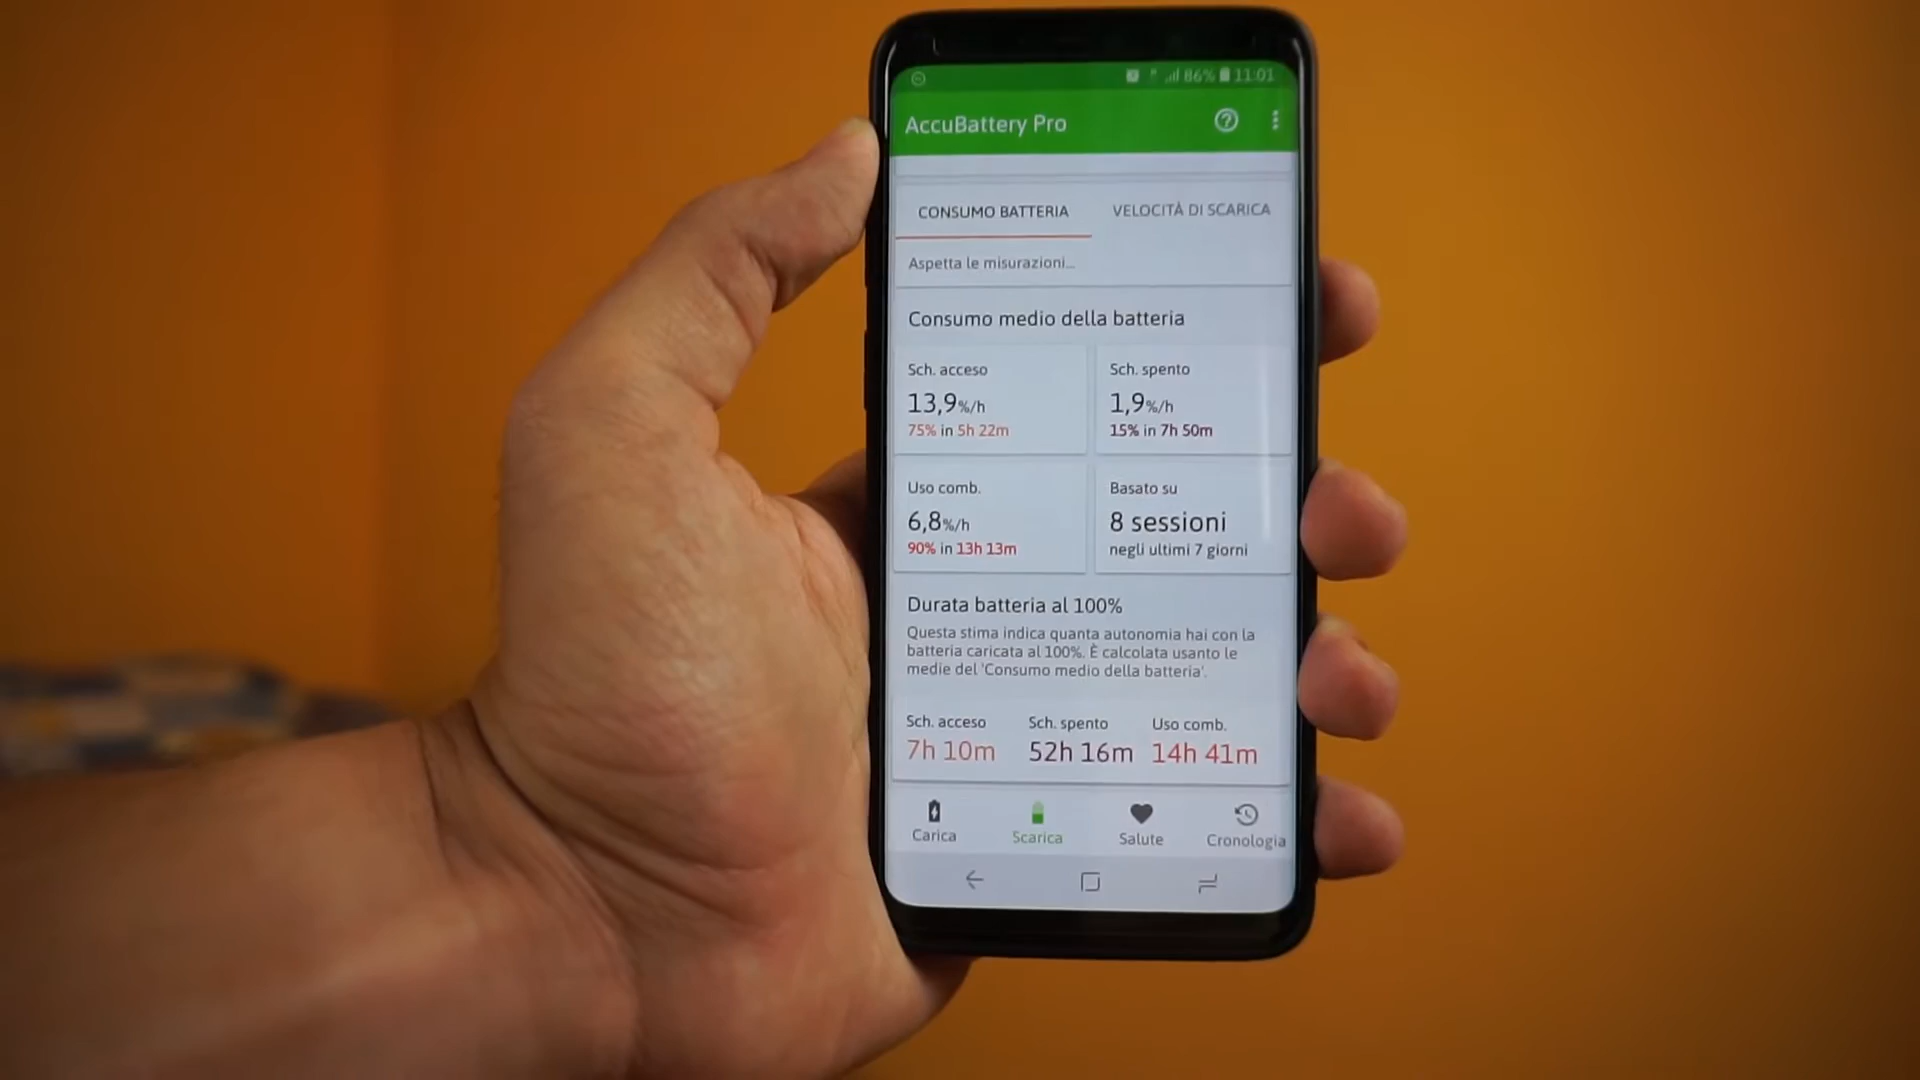 86% 11:01
AccuBattery Pro
CONSUMO BATTERIA
VELOCITÀ DI SCARICA
Aspetta le misurazioni...
Consumo medio della batteria
Sch. acceso
13,9%/h
75% in 5h 22m
Sch. spento
1,9%/h
15% in 7h 50m
Uso comb.
6,8%/h
90% in 13h 13m
Basato su
8 sessioni
negli ultimi 7 giorni
Durata batteria al 100%
Questa stima indica quanta autonomia hai con la
batteria caricata al 100%. È calcolata usanto le
medie del 'Consumo medio della batteria'.
Sch. acceso
7h 10m
Sch. spento
52h 16m
Uso comb.
14h 41m
Carica
Scarica
Salute
Cronologia